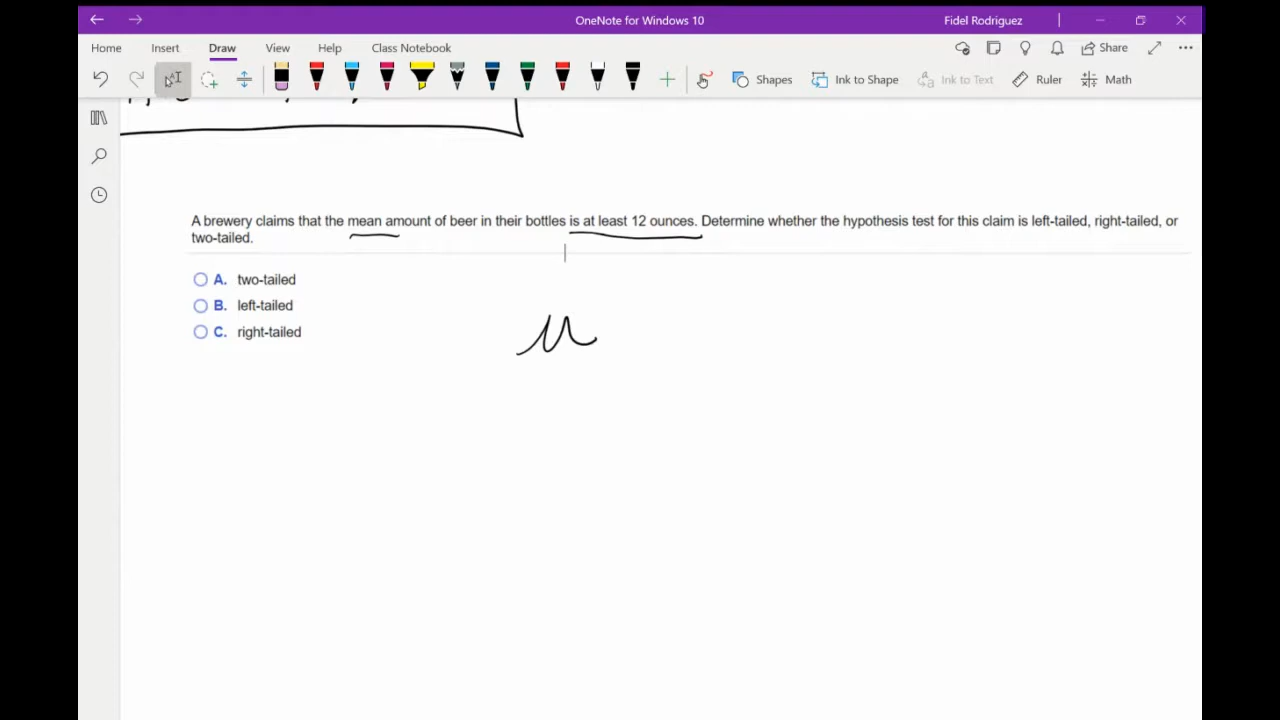 OneNote for Windows 10
Fidel Rodriguez
Home Insert Draw View Help Class Notebook
Share
Shapes Ink to Shape Ink to Text Ruler Math
A brewery claims that the mean amount of beer in their bottles is at least 12 ounces. Determine whether the hypothesis test for this claim is left-tailed, right-tailed, or
two-tailed.
A. two-tailed
B. left-tailed
C. right-tailed
μ